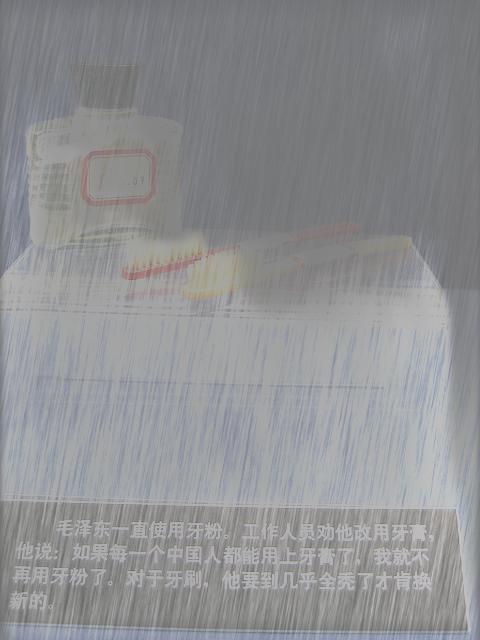 毛泽东一直使用牙粉。工作人员劝他改用牙膏,
他说:如果每一个中国人都能用上牙膏了,我就不
再用牙粉了。对于牙刷,他要到几乎全秃了才肯换
新的。